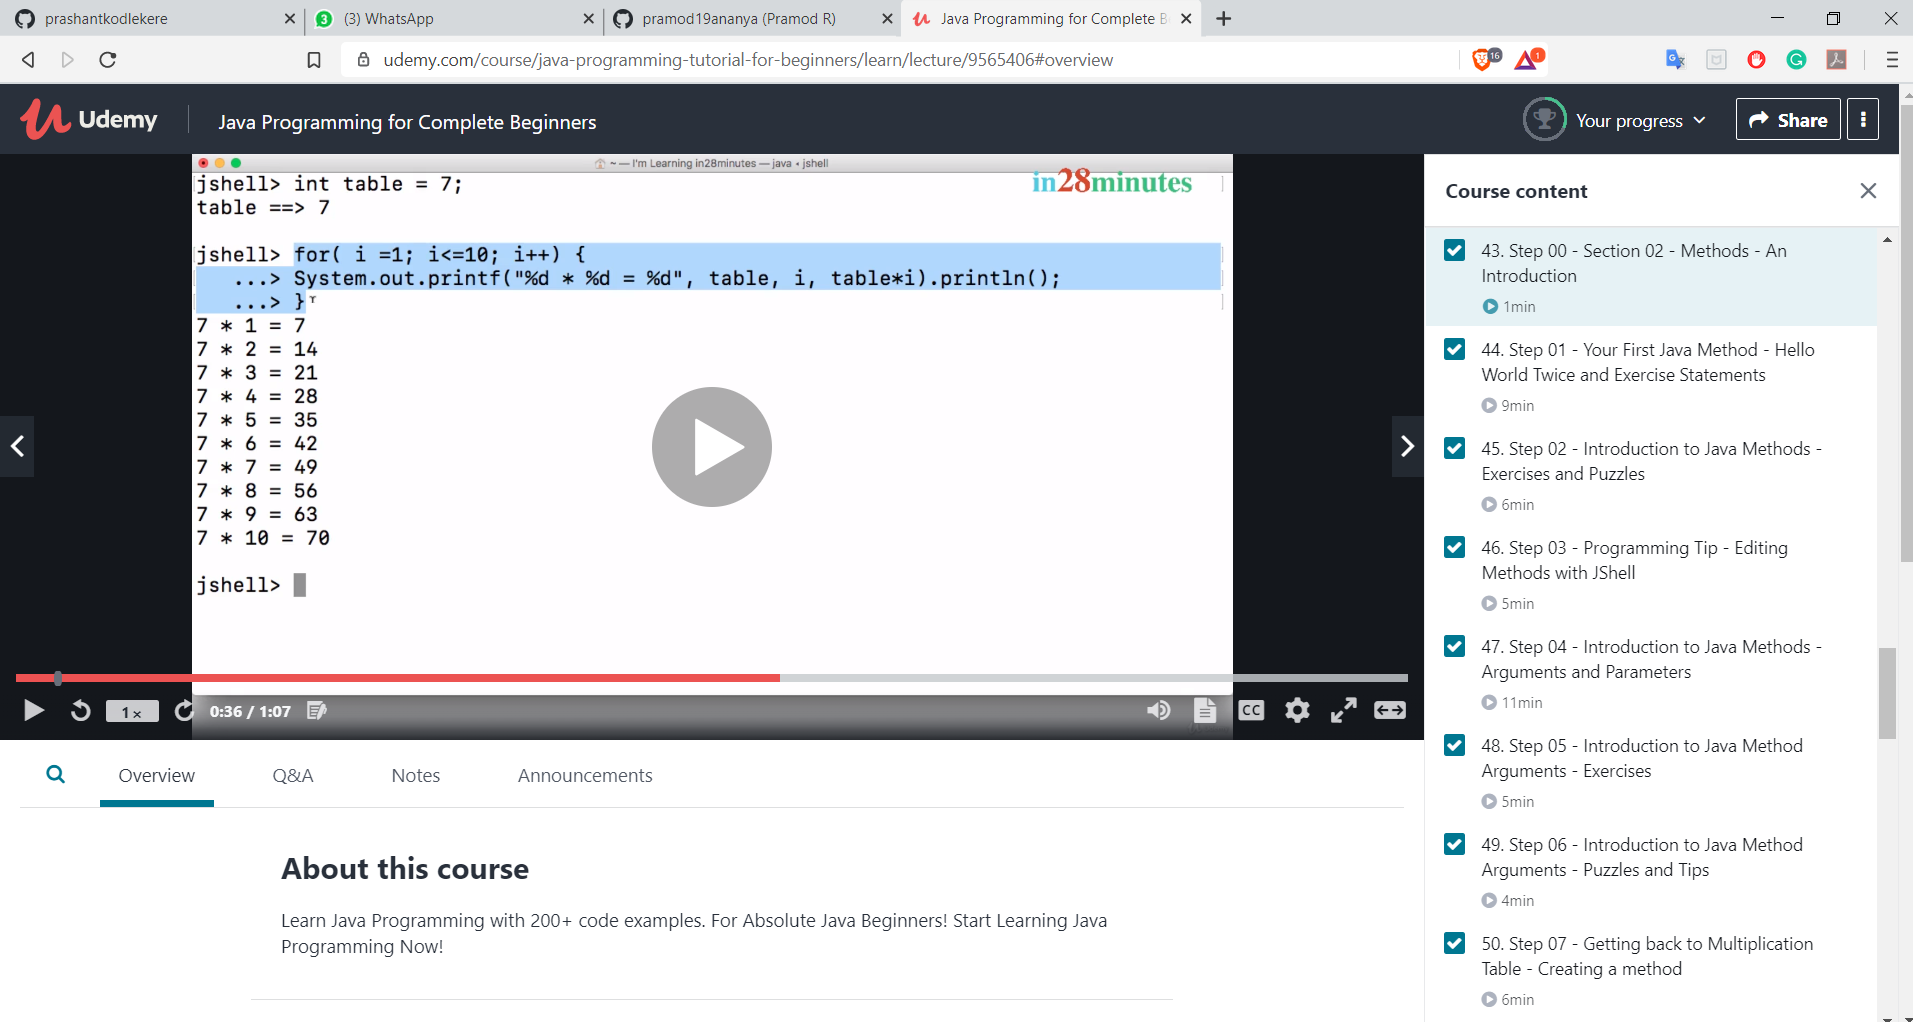 prashantkodlekere
3
(3) WhatsApp
pramod19ananya (Pramod R)
Java Programming for Complete B
udemy.com/course/java-programming-tutorial-for-beginners/learn/lecture/9565406#overview
16
1
Udemy
Java Programming for Complete Beginners
Your progress
Share
~ — I'm Learning in28minutes — java • jshell
in28minutes
jshell> int table = 7;
table ==> 7
jshell> for( i =1; i<=10; i++) {
...> System.out.printf("%d * %d = %d", table, i, table*i).println();
...> }
7 * 1 = 7
7 * 2 = 14
7 * 3 = 21
7 * 4 = 28
7 * 5 = 35
7 * 6 = 42
7 * 7 = 49
7 * 8 = 56
7 * 9 = 63
7 * 10 = 70
jshell>
1x
0:36 / 1:07
CC
Overview
Q&A
Notes
Announcements
About this course
Learn Java Programming with 200+ code examples. For Absolute Java Beginners! Start Learning Java
Programming Now!
Course content
43. Step 00 - Section 02 - Methods - An
Introduction
1min
44. Step 01 - Your First Java Method - Hello
World Twice and Exercise Statements
9min
45. Step 02 - Introduction to Java Methods -
Exercises and Puzzles
6min
46. Step 03 - Programming Tip - Editing
Methods with JShell
5min
47. Step 04 - Introduction to Java Methods -
Arguments and Parameters
11min
48. Step 05 - Introduction to Java Method
Arguments - Exercises
5min
49. Step 06 - Introduction to Java Method
Arguments - Puzzles and Tips
4min
50. Step 07 - Getting back to Multiplication
Table - Creating a method
6min